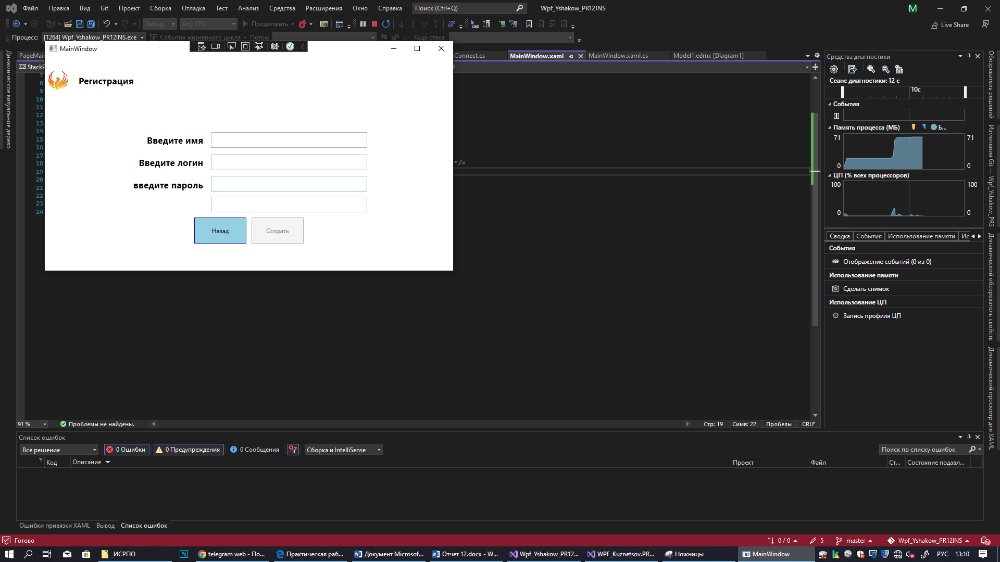 Файл Правка Вид Git Проект Сборка Отладка Тест Анализ Средства Расширения Окно Справка Поиск (Ctrl+Q) Wpf_Yshakow_PR12INS M
Debug Any CPU Продолжить Live Share
Процесс: [1264] Wpf_Yshakow_PR12INS.exe События жизненного цикла Поток: Кадр стека:
MainWindow
PageMai
Connect.cs MainWindow.xaml MainWindow.xaml.cs Model1.edmx [Diagram1]
StackP
Регистрация
Введите имя
Введите логин
введите пароль
Назад Создать
7
8
9
10
11
12
13
14
15
16
17
18
19
20
21
22
23
24
"/>
Динамическое визуальное дерево
Средства диагностики
Сеанс диагностики: 12 с
10с
События
Память процесса (МБ) Б...
71 71
0 0
ЦП (% всех процессоров)
100 100
0 0
Сводка События Использование памяти Ис
События
Отображение событий (0 из 0)
Использование памяти
Сделать снимок
Использование ЦП
Запись профиля ЦП
Обозреватель решений
Изменения Git — Wpf_Yshakow_PR3
Динамический обозреватель свойств
Динамический просмотр для XAML
91 % Проблемы не найдены. Стр: 19 Симв: 22 Пробелы CRLF
Список ошибок
Все решение 0 Ошибки 0 Предупреждения 0 Сообщения Сборка и IntelliSense Поиск по списку ошибок
Код Описание Проект Файл Ст... Состояние подавл...
Ошибки привязки XAML Вывод Список ошибок
Готово 0 / 0 5 master Wpf_Yshakow_PR12INS 2
_ИСРПО Ps telegram web - По... Практическая раб... Документ Microsof... Отчет 12.docx - W... Wpf_Yshakow_PR12... WPF_Kuznetsov.PR... Ножницы MainWindow РУС 13:10